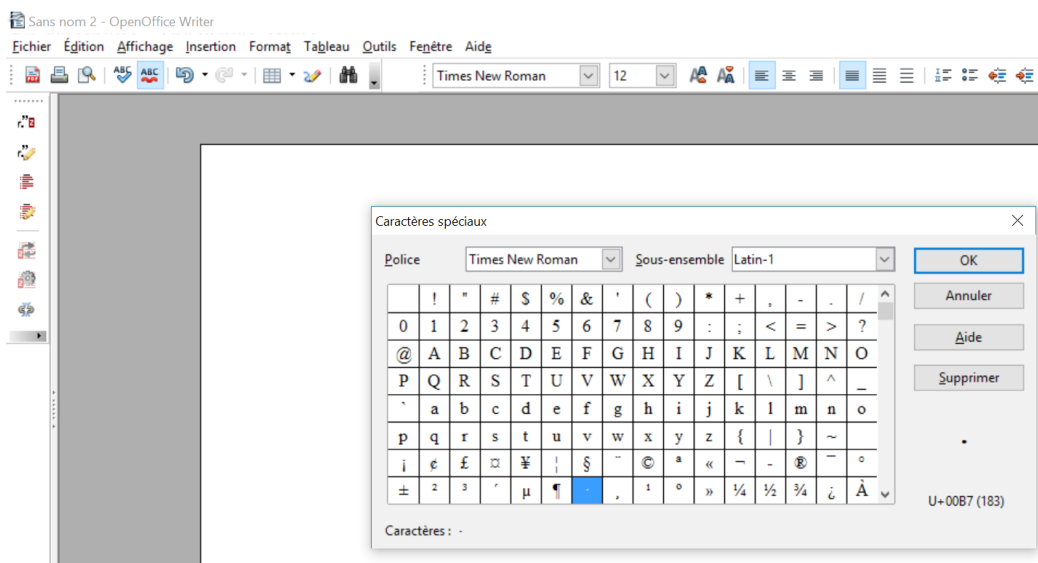 Sans nom 2 - OpenOffice Writer
Fichier Édition Affichage Insertion Format Tableau Outils Fenêtre Aide
ABC ABC Times New Roman 12
Caractères spéciaux
Police Times New Roman Sous-ensemble Latin-1 OK
! " # $ % & ' ( ) * + , - . /
Annuler
0 1 2 3 4 5 6 7 8 9 : ; < = > ?
Aide
@ A B C D E F G H I J K L M N O
P Q R S T U V W X Y Z [ \ ] ^ _
Supprimer
` a b c d e f g h i j k l m n o
p q r s t u v w x y z { | } ~
·
¡ ¢ £ ¤ ¥ ¦ § ¨ © ª « ¬ - ® ¯ °
± ² ³ ´ µ ¶ · ¸ ¹ º » ¼ ½ ¾ ¿ À
U+00B7 (183)
Caractères : ·